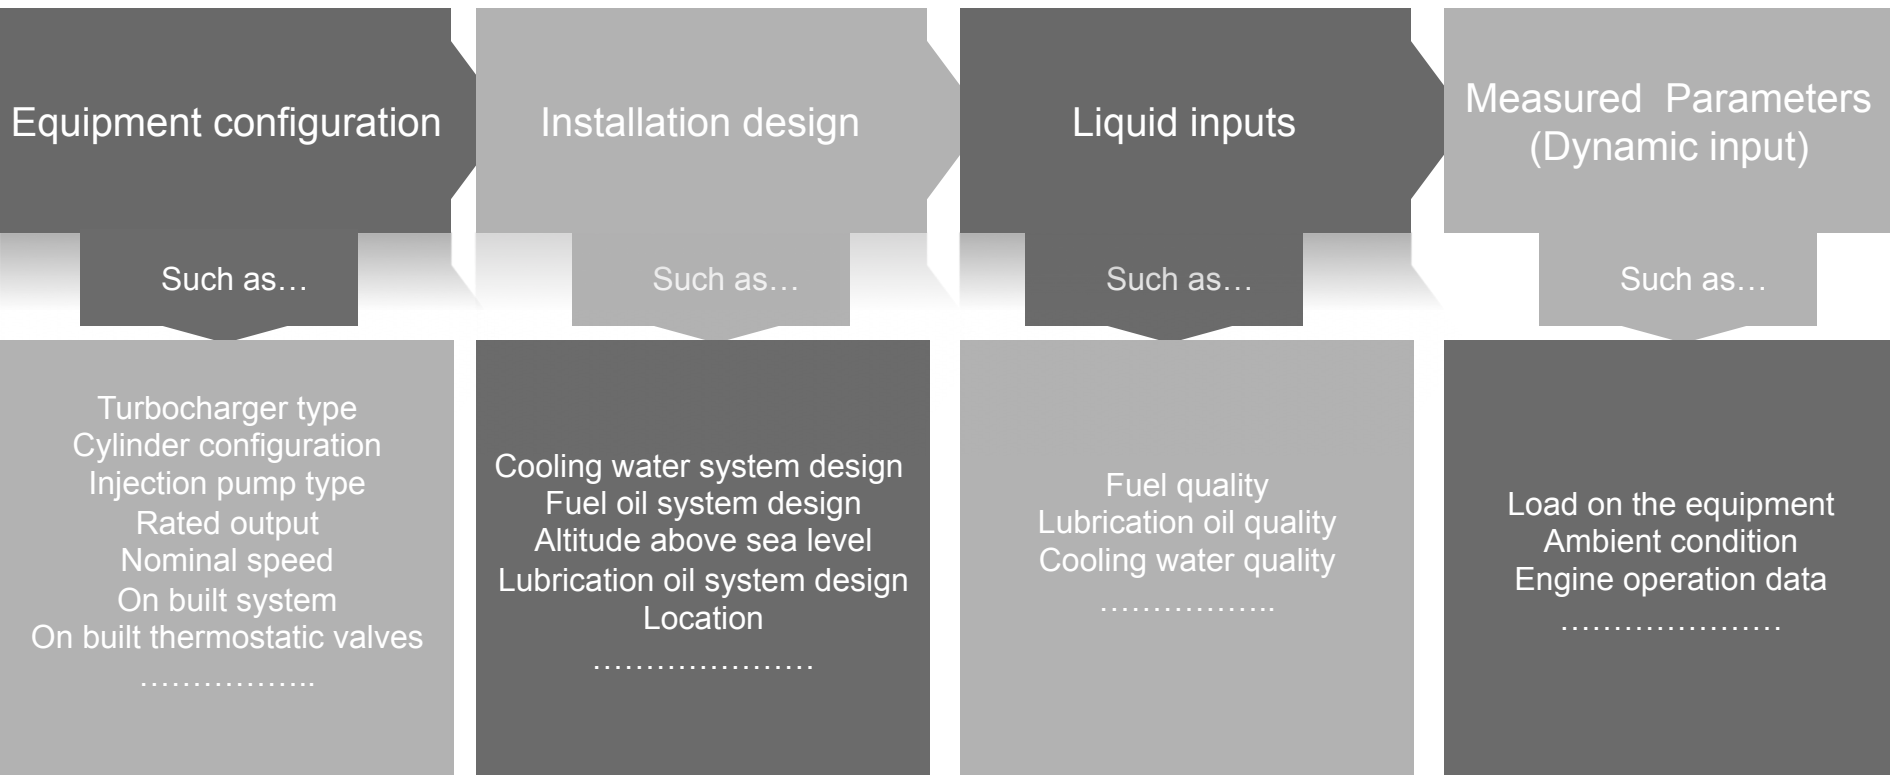 Equipment configuration
Such as…
Turbocharger type
Cylinder configuration
Injection pump type
Rated output
Nominal speed
On built system
On built thermostatic valves
……………..
Installation design
Such as…
Cooling water system design
Fuel oil system design
Altitude above sea level
Lubrication oil system design
Location
…………………
Liquid inputs
Such as…
Fuel quality
Lubrication oil quality
Cooling water quality
……………..
Measured Parameters
(Dynamic input)
Such as…
Load on the equipment
Ambient condition
Engine operation data
…………………